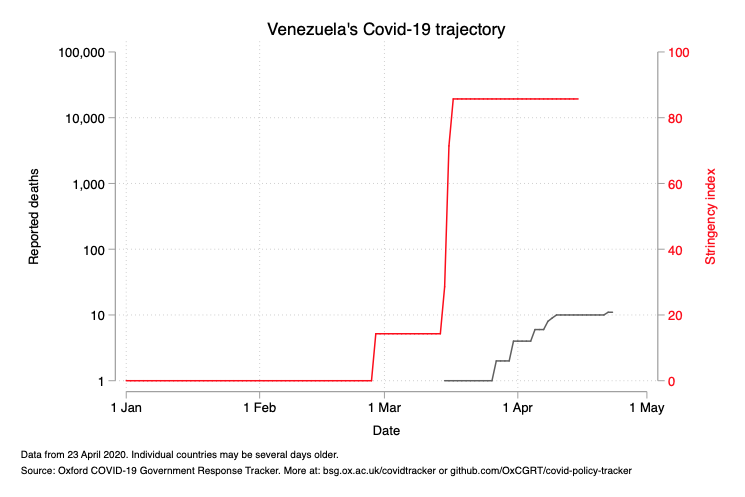 Venezuela's Covid-19 trajectory
100,000
10,000
1,000
100
10
1
Reported deaths
100
80
60
40
20
0
Stringency index
1 Jan 1 Feb 1 Mar 1 Apr 1 May
Date
Data from 23 April 2020. Individual countries may be several days older.
Source: Oxford COVID-19 Government Response Tracker. More at: bsg.ox.ac.uk/covidtracker or github.com/OxCGRT/covid-policy-tracker